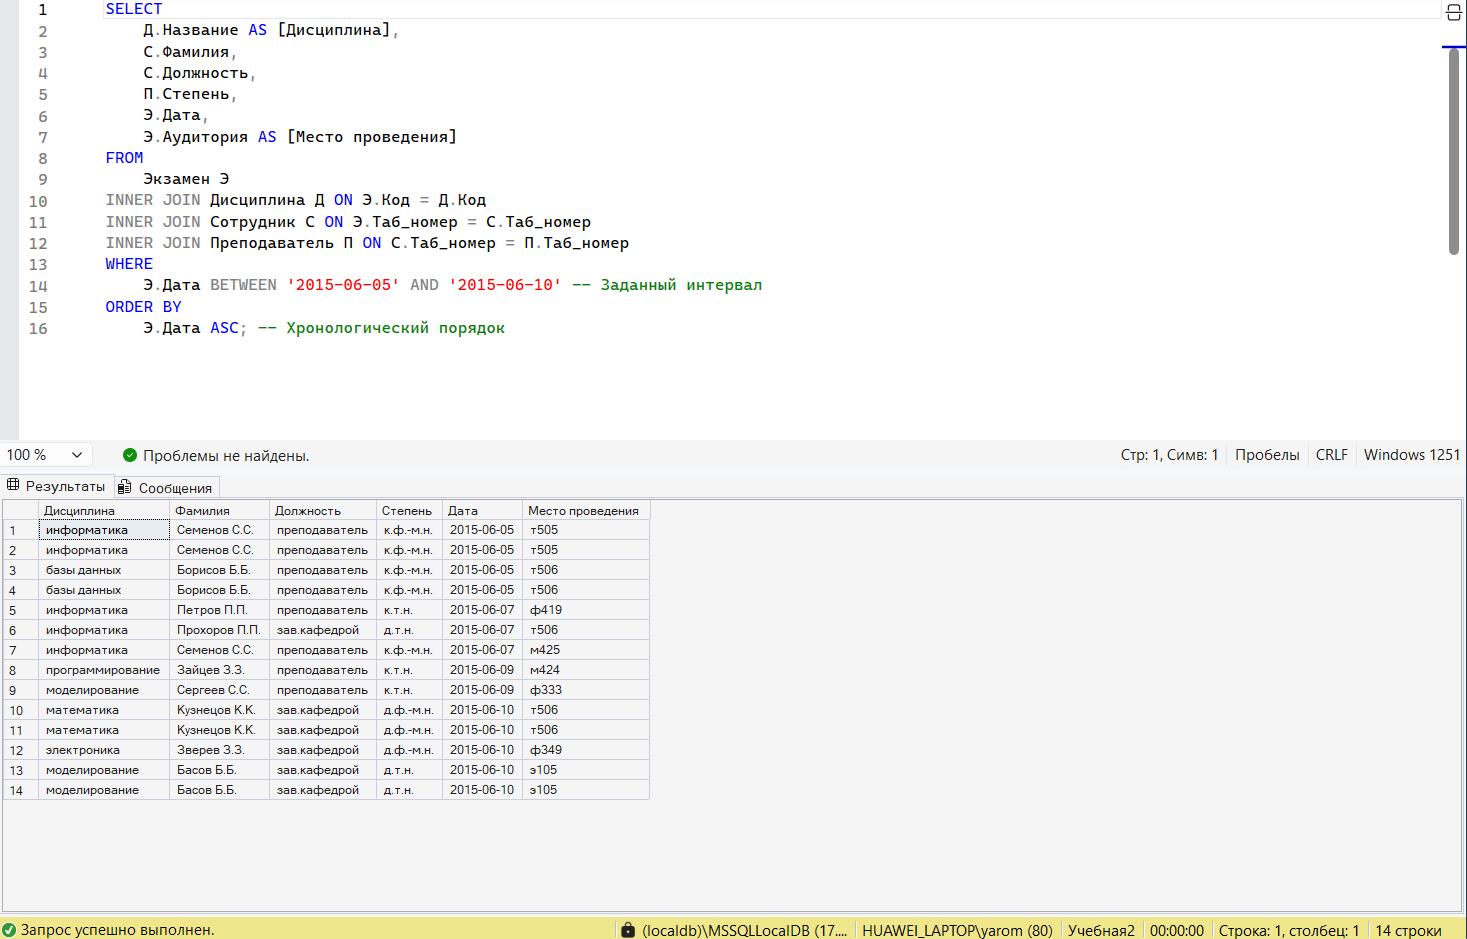 1 SELECT
2 Д.Название AS [Дисциплина],
3 С.Фамилия,
4 С.Должность,
5 П.Степень,
6 Э.Дата,
7 Э.Аудитория AS [Место проведения]
8 FROM
9 Экзамен Э
10 INNER JOIN Дисциплина Д ON Э.Код = Д.Код
11 INNER JOIN Сотрудник С ON Э.Таб_номер = С.Таб_номер
12 INNER JOIN Преподаватель П ON С.Таб_номер = П.Таб_номер
13 WHERE
14 Э.Дата BETWEEN '2015-06-05' AND '2015-06-10' -- Заданный интервал
15 ORDER BY
16 Э.Дата ASC; -- Хронологический порядок
100 % Проблемы не найдены. Стр: 1, Симв: 1 Пробелы CRLF Windows 1251
Результаты Сообщения
Дисциплина Фамилия Должность Степень Дата Место проведения
1 информатика Семенов С.С. преподаватель к.ф.-м.н. 2015-06-05 т505
2 информатика Семенов С.С. преподаватель к.ф.-м.н. 2015-06-05 т505
3 базы данных Борисов Б.Б. преподаватель к.ф.-м.н. 2015-06-05 т506
4 базы данных Борисов Б.Б. преподаватель к.ф.-м.н. 2015-06-05 т506
5 информатика Петров П.П. преподаватель к.т.н. 2015-06-07 ф419
6 информатика Прохоров П.П. зав.кафедрой д.т.н. 2015-06-07 т506
7 информатика Семенов С.С. преподаватель к.ф.-м.н. 2015-06-07 м425
8 программирование Зайцев З.З. преподаватель к.т.н. 2015-06-09 м424
9 моделирование Сергеев С.С. преподаватель к.т.н. 2015-06-09 ф333
10 математика Кузнецов К.К. зав.кафедрой д.ф.-м.н. 2015-06-10 т506
11 математика Кузнецов К.К. зав.кафедрой д.ф.-м.н. 2015-06-10 т506
12 электроника Зверев З.З. зав.кафедрой д.ф.-м.н. 2015-06-10 ф349
13 моделирование Басов Б.Б. зав.кафедрой д.т.н. 2015-06-10 э105
14 моделирование Басов Б.Б. зав.кафедрой д.т.н. 2015-06-10 э105
Запрос успешно выполнен. (localdb)\MSSQLLocalDB (17.... HUAWEI_LAPTOP\yarom (80) Учебная2 00:00:00 Строка: 1, столбец: 1 14 строки